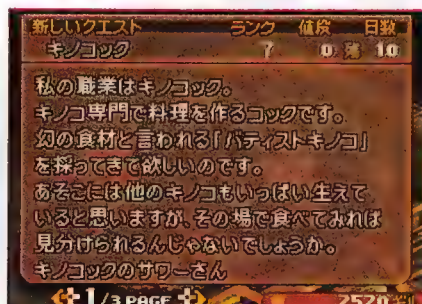 新しいクエスト ランク 値段 日数
キノコック 7 0 10
私の職業はキノコック。
キノコ専門で料理を作るコックです。
幻の食材と言われる「バティストキノコ」
を採ってきて欲しいのです。
あそこには他のキノコもいっぱい生えて
いると思いますが、その場で食べてみれば
見分けられるんじゃないでしょうか。
キノコックのサワーさん
1/3 PAGE 2520